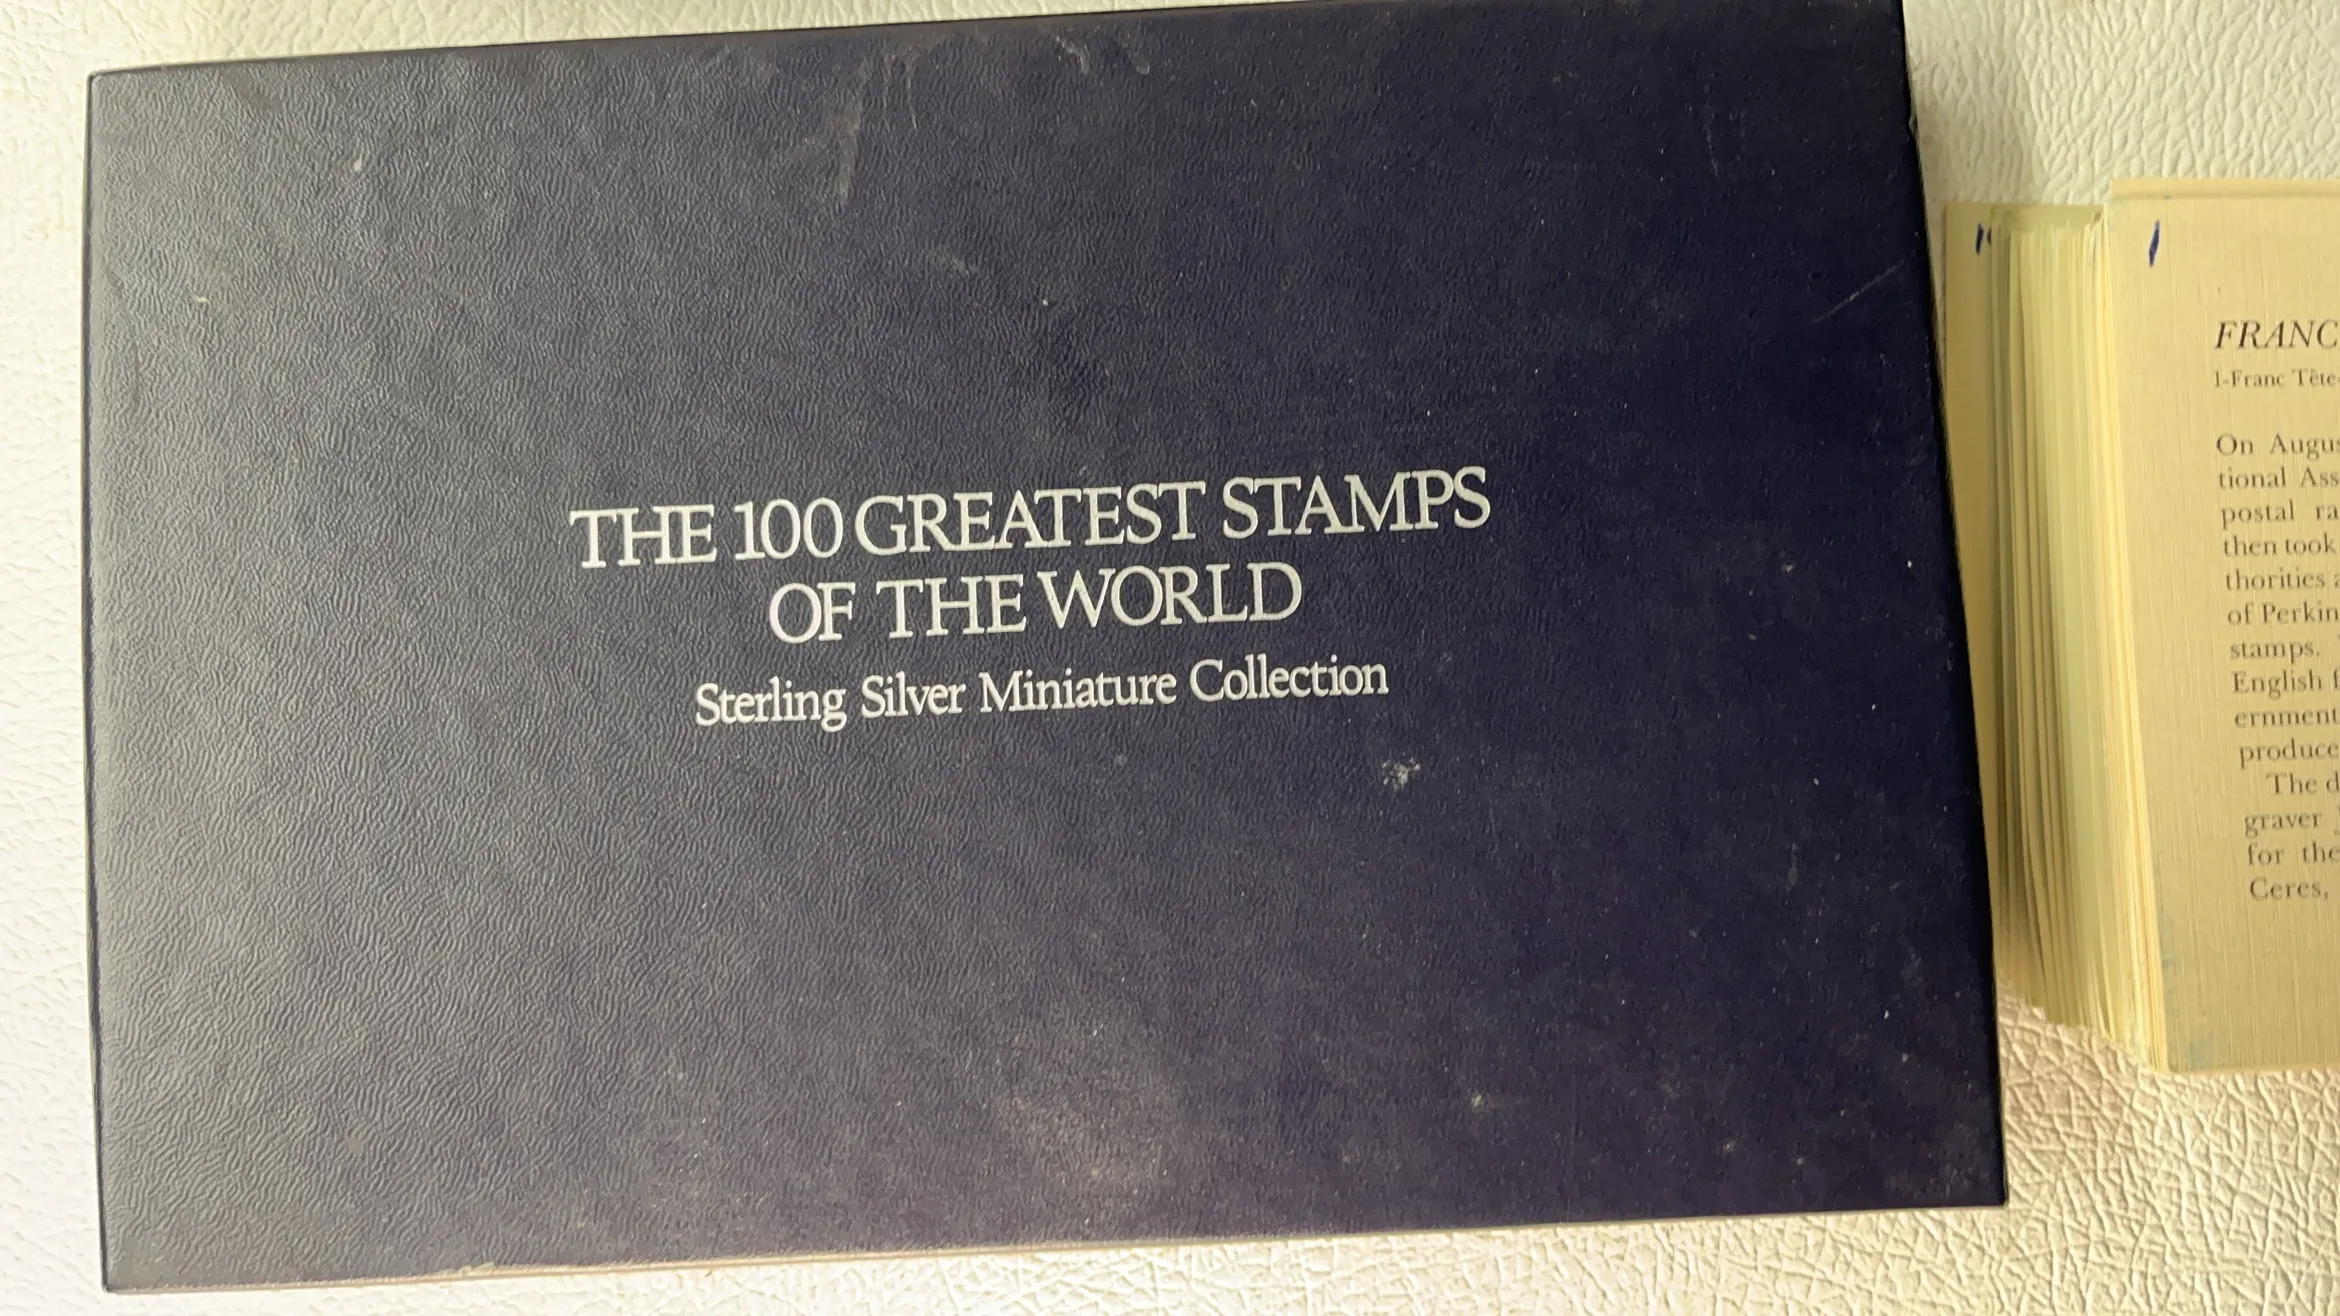 THE 100 GREATEST STAMPS
OF THE WORLD
Sterling Silver Miniature Collection
1
FRANC
1-Franc Tête-
On Augus
tional Ass
postal ra
then took
thorities a
of Perkin
stamps.
English f
ernment
produce
The d
graver
for the
Ceres,